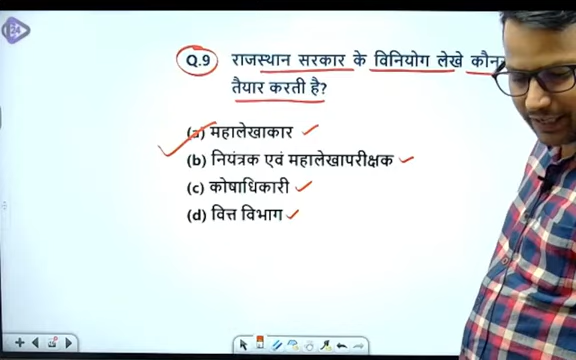 Q.9 राजस्थान सरकार के विनियोग लेखे
तैयार करती है?
(a) महालेखाकार
(b) नियंत्रक एवं महालेखापरीक्षक
(c) कोषाधिकारी
(d) वित्त विभाग